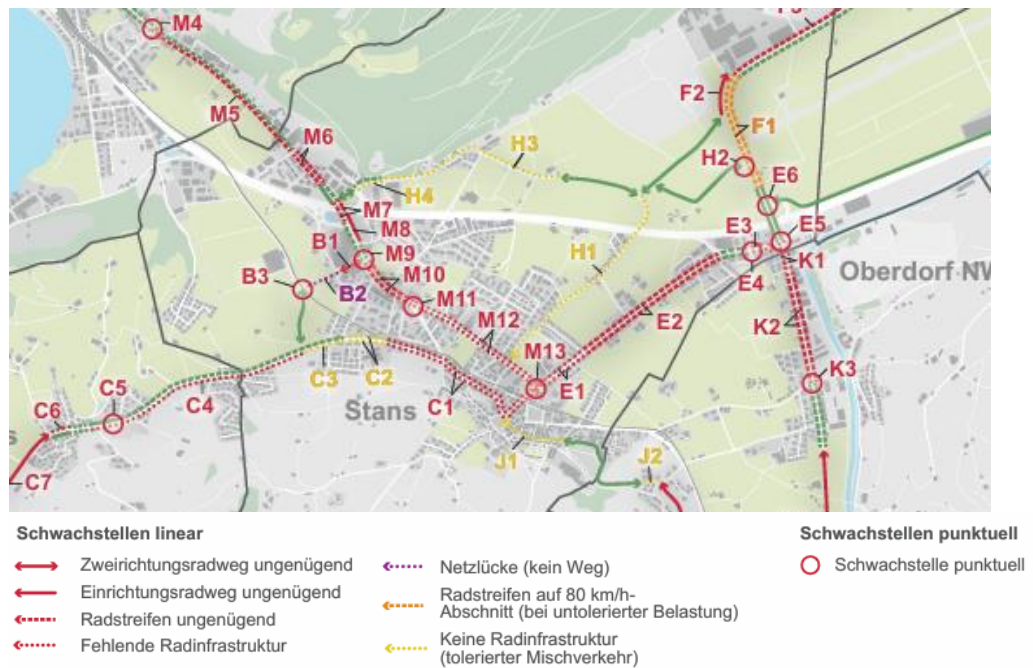 M4
F2
M5
F1
M6
H3
H2
H4
E6
M7
M8
E3
E5
B1
M9
H1
K1
B3
M10
E4
Oberdorf NW
B2
M11
E2
M12
K2
C3
C2
M13
K3
C5
C4
C1
E1
C6
Stans
J1
J2
C7
Schwachstellen linear
Schwachstellen punktuell
Zweirichtungsradweg ungenügend
Netzlücke (kein Weg)
Schwachstelle punktuell
Einrichtungsradweg ungenügend
Radstreifen auf 80 km/h-
Abschnitt (bei untolerierter Belastung)
Radstreifen ungenügend
Fehlende Radinfrastruktur
Keine Radinfrastruktur
(tolerierter Mischverkehr)